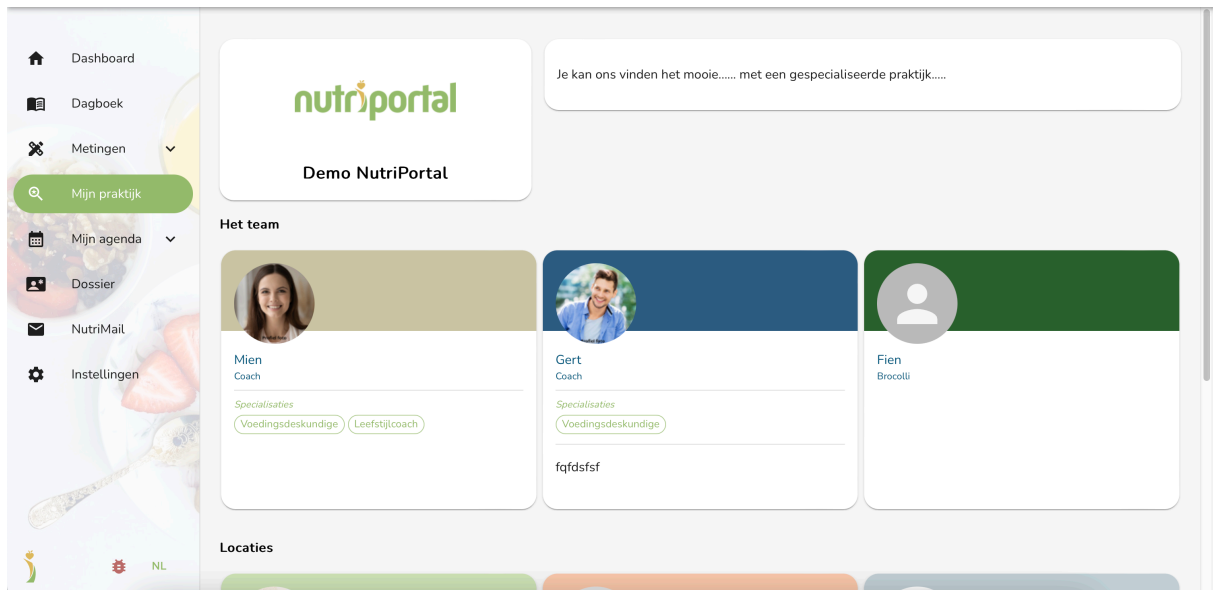 Dashboard
Dagboek
Metingen
Mijn praktijk
Mijn agenda
Dossier
NutriMail
Instellingen
NL
nutriportal
Demo NutriPortal
Je kan ons vinden het mooie...... met een gespecialiseerde praktijk.....
Het team
Mien
Coach
Specialisaties
Voedingsdeskundige Leefstijlcoach
Gert
Coach
Specialisaties
Voedingsdeskundige
fqfdsfsf
Fien
Brocolli
Locaties